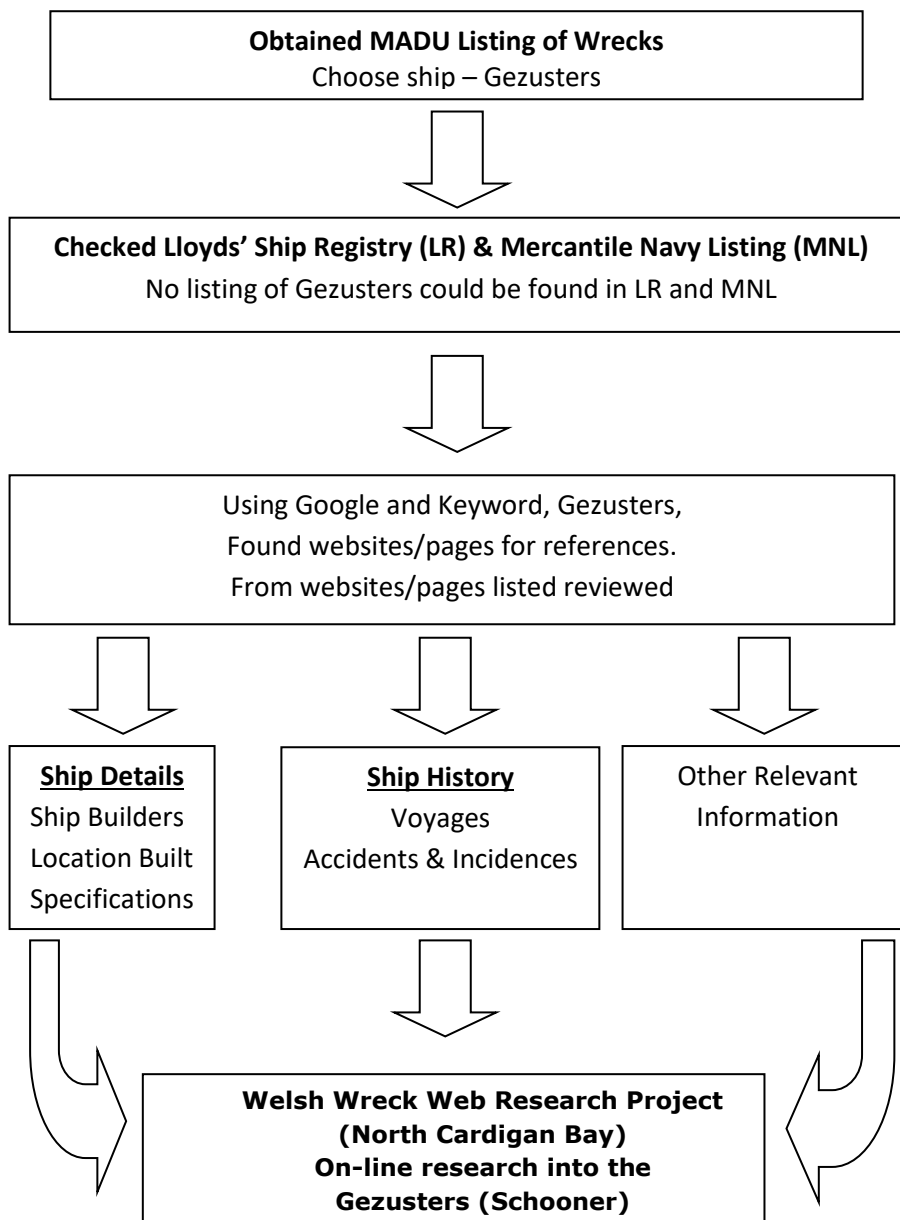 Obtained MADU Listing of Wrecks
Choose ship – Gezusters
Checked Lloyds’ Ship Registry (LR) & Mercantile Navy Listing (MNL)
No listing of Gezusters could be found in LR and MNL
Using Google and Keyword, Gezusters,
Found websites/pages for references.
From websites/pages listed reviewed
Ship Details
Ship Builders
Location Built
Specifications
Ship History
Voyages
Accidents & Incidences
Other Relevant
Information
Welsh Wreck Web Research Project
(North Cardigan Bay)
On-line research into the
Gezusters (Schooner)